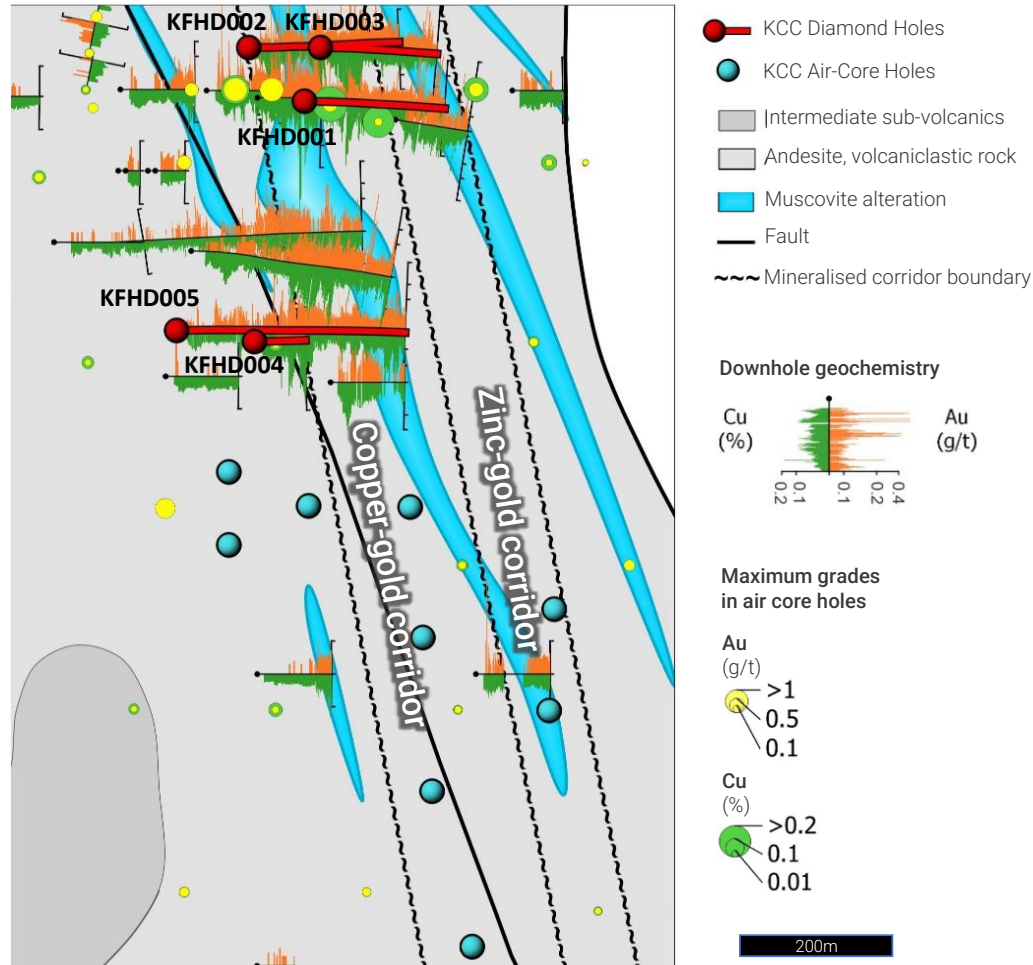 KFHD002
KFHD003
KFHD001
KFHD005
KFHD004
Copper-gold corridor
Zinc-gold corridor
KCC Diamond Holes
KCC Air-Core Holes
Intermediate sub-volcanics
Andesite, volcaniclastic rock
Muscovite alteration
Fault
Mineralised corridor boundary
Downhole geochemistry
Cu
(%)
Au
(g/t)
0.2
0.1
0.1
0.2
0.4
Maximum grades
in air core holes
Au
(g/t)
>1
0.5
0.1
Cu
(%)
>0.2
0.1
0.01
200m